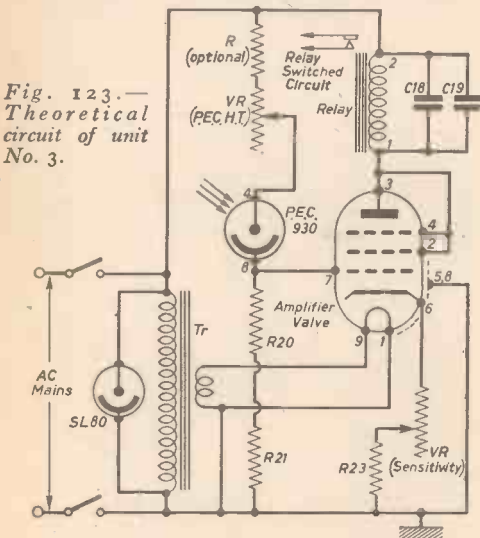 Fig. 123.—
Theoretical
circuit of unit
No. 3.
R
(optional)
VR
(P.E.C. H.T.)
Relay
Switched
Circuit
Relay
2
1
C18
C19
3
4
2
5,8
6
7
9
1
4
P.E.C.
930
8
Amplifier
Valve
AC
Mains
SL80
Tr
R20
R21
R23
VR
(Sensitivity)